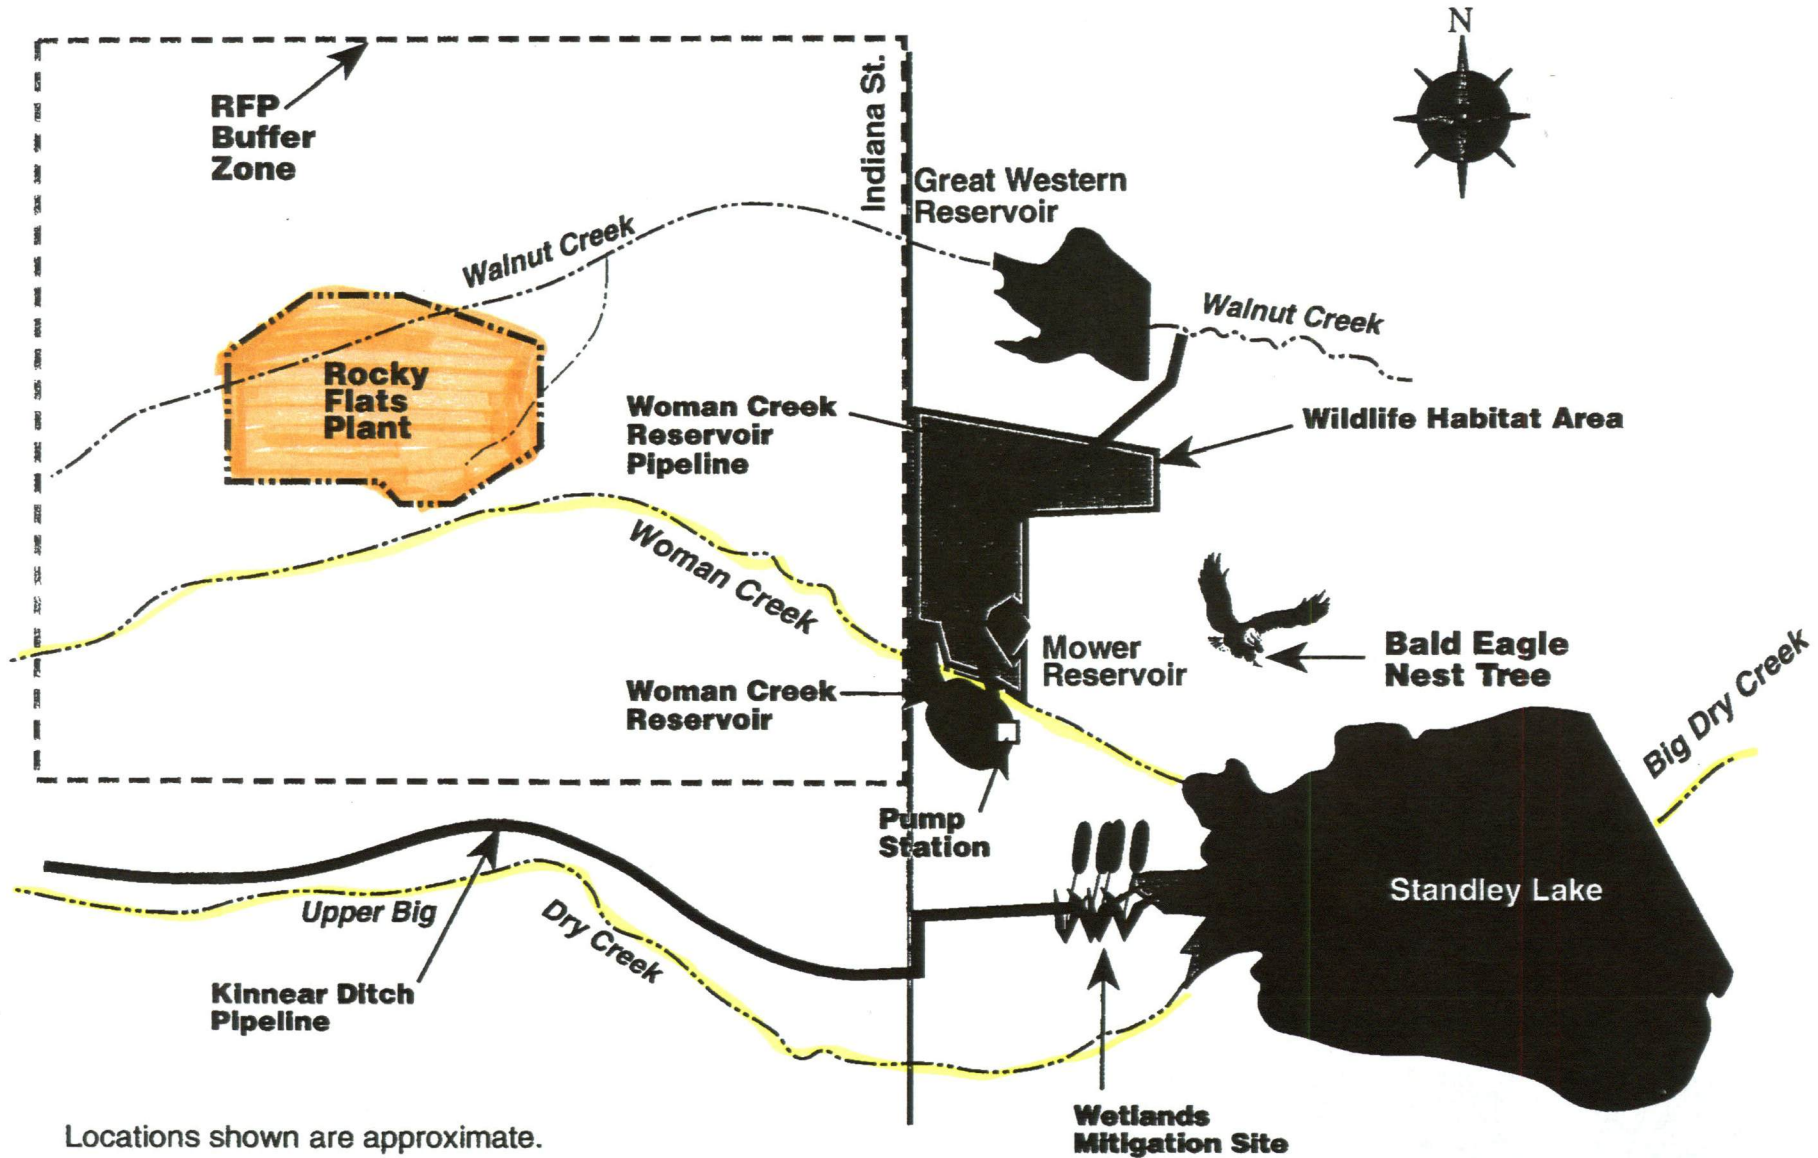 N
RFP
Buffer
Zone
Indiana St.
Great Western
Reservoir
Walnut Creek
Walnut Creek
Rocky
Flats
Plant
Woman Creek
Reservoir
Pipeline
Wildlife Habitat Area
Woman Creek
Mower
Reservoir
Bald Eagle
Nest Tree
Woman Creek
Reservoir
Big Dry Creek
Pump
Station
Standley Lake
Upper Big
Dry Creek
Kinnear Ditch
Pipeline
Wetlands
Mitigation Site
Locations shown are approximate.